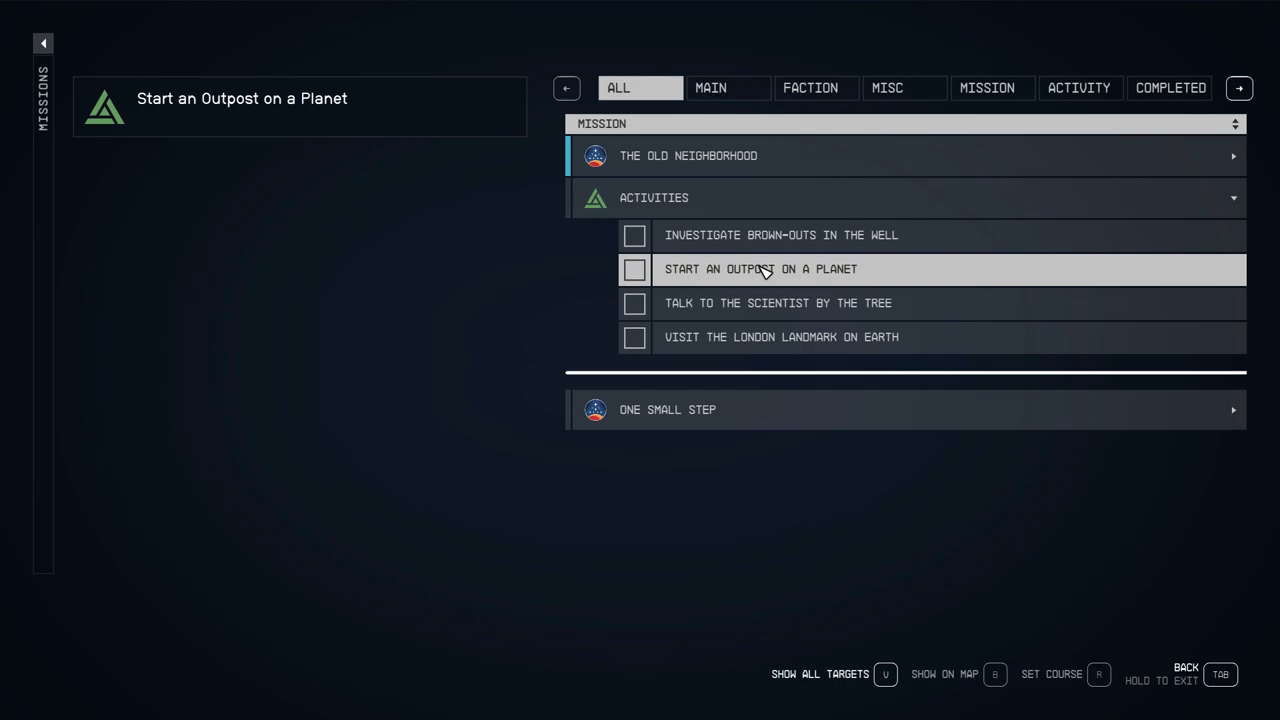 MISSIONS
Start an Outpost on a Planet
ALL MAIN FACTION MISC MISSION ACTIVITY COMPLETED
MISSION
THE OLD NEIGHBORHOOD
ACTIVITIES
INVESTIGATE BROWN-OUTS IN THE WELL
START AN OUTPOST ON A PLANET
TALK TO THE SCIENTIST BY THE TREE
VISIT THE LONDON LANDMARK ON EARTH
ONE SMALL STEP
SHOW ALL TARGETS V SHOW ON MAP B SET COURSE R BACK TAB
HOLD TO EXIT